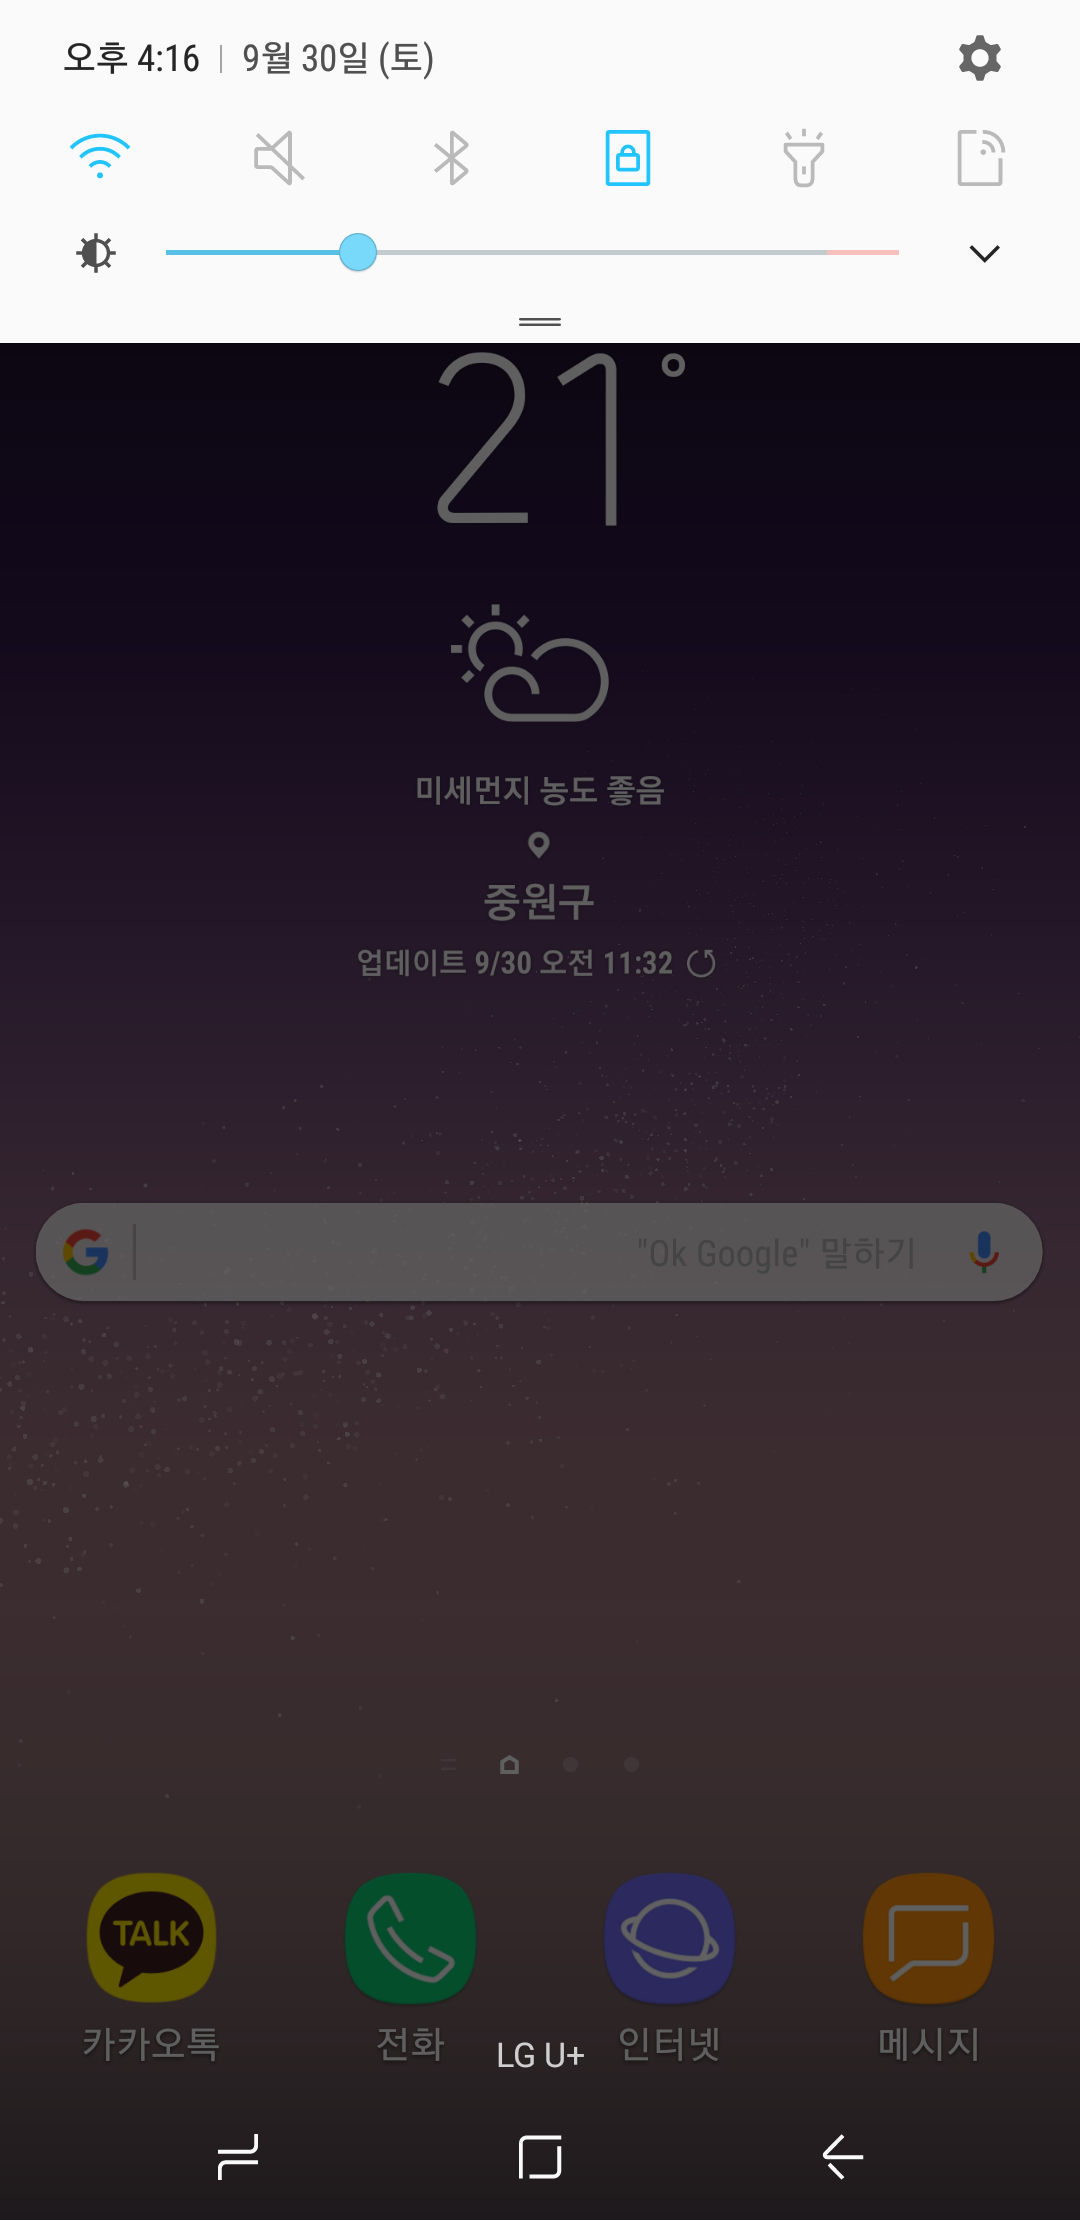 오후 4:16 | 9월 30일 (토)
21°
미세먼지 농도 좋음
중원구
업데이트 9/30 오전 11:32
"Ok Google" 말하기
TALK
카카오톡 전화 인터넷 메시지
LG U+